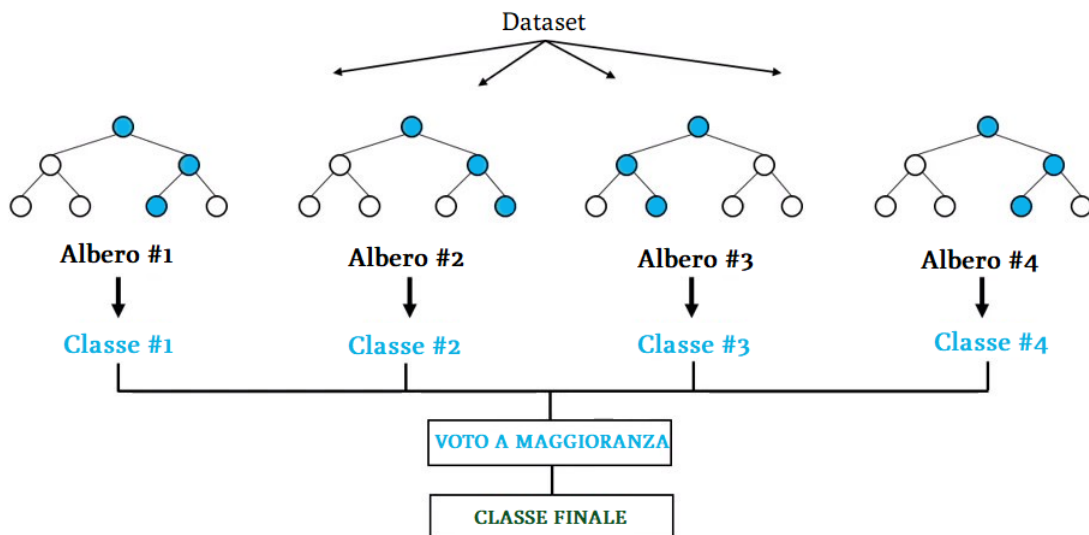 Dataset
Albero #1
Albero #2
Albero #3
Albero #4
Classe #1
Classe #2
Classe #3
Classe #4
VOTO A MAGGIORANZA
CLASSE FINALE